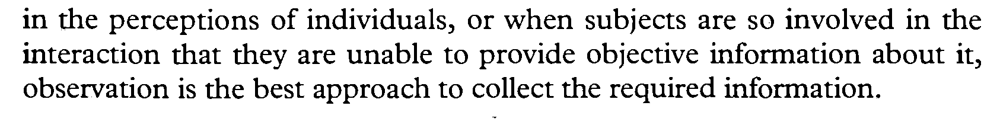 in the perceptions of individuals, or when subjects are so involved in the
interaction that they are unable to provide objective information about it,
observation is the best approach to collect the required information.